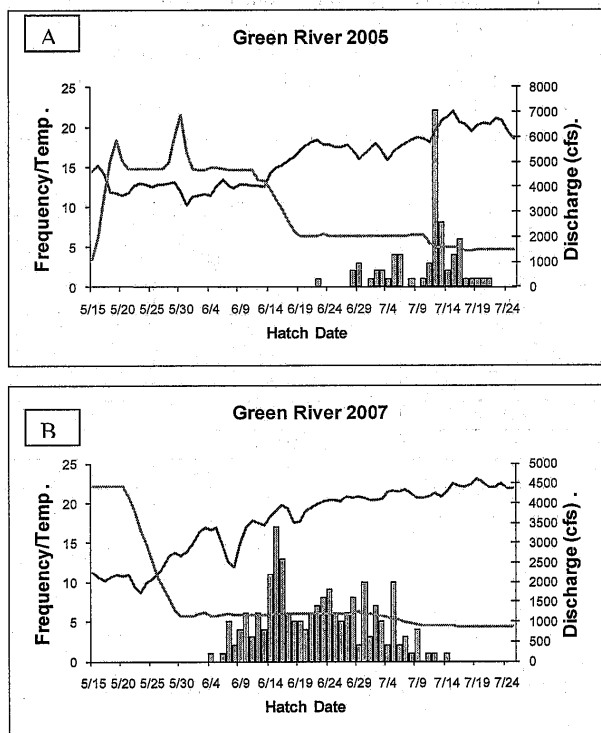 A
Green River 2005
Frequency/Temp .
25
20
15
10
5
0
8000
7000
6000
5000
4000
3000
2000
1000
0
Discharge (cfs).
5/15 5/20 5/25 5/30 6/4 6/9 6/14 6/19 6/24 6/29 7/4 7/9 7/14 7/19 7/24
Hatch Date
B
Green River 2007
Frequency/Temp .
25
20
15
10
5
0
5000
4500
4000
3500
3000
2500
2000
1500
1000
500
0
Discharge (cfs) .
5/15 5/20 5/25 5/30 6/4 6/9 6/14 6/19 6/24 6/29 7/4 7/9 7/14 7/19 7/24
Hatch Date